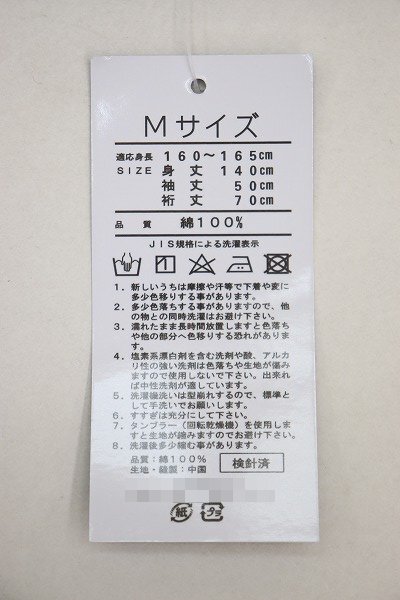 Mサイズ
適応身長 160～165cm
SIZE 身丈 140cm
袖丈 50cm
裄丈 70cm
品質 綿100%
JIS規格による洗濯表示
1．新しいうちは摩擦や汗等で下着や変に
多少色移りする事があります。
2．多少色落ちする事がありますので、他
の物との同時洗濯はお避け下さい。
3．濡れたまま長時間放置しますと色落ち
や他の部分へ色移りする恐れがありま
す。
4．塩素系漂白剤を含む洗剤や酸、アルカ
リ性の強い洗剤は色落ちや生地が傷み
ますので使用しないで下い。出来れば
中性洗剤が適しています。
5．洗濯機洗いは型崩れするので、標準と
して手洗いでお願いします。
6．すすぎは充分にして下さい。
7．タンブラー（回転乾燥機）を使用しま
すと生地が縮みますのでお避け下さい。
8．洗濯後多少縮む事があります。
品質：綿100%
生地・縫製：中国
検針済
紙 プラ